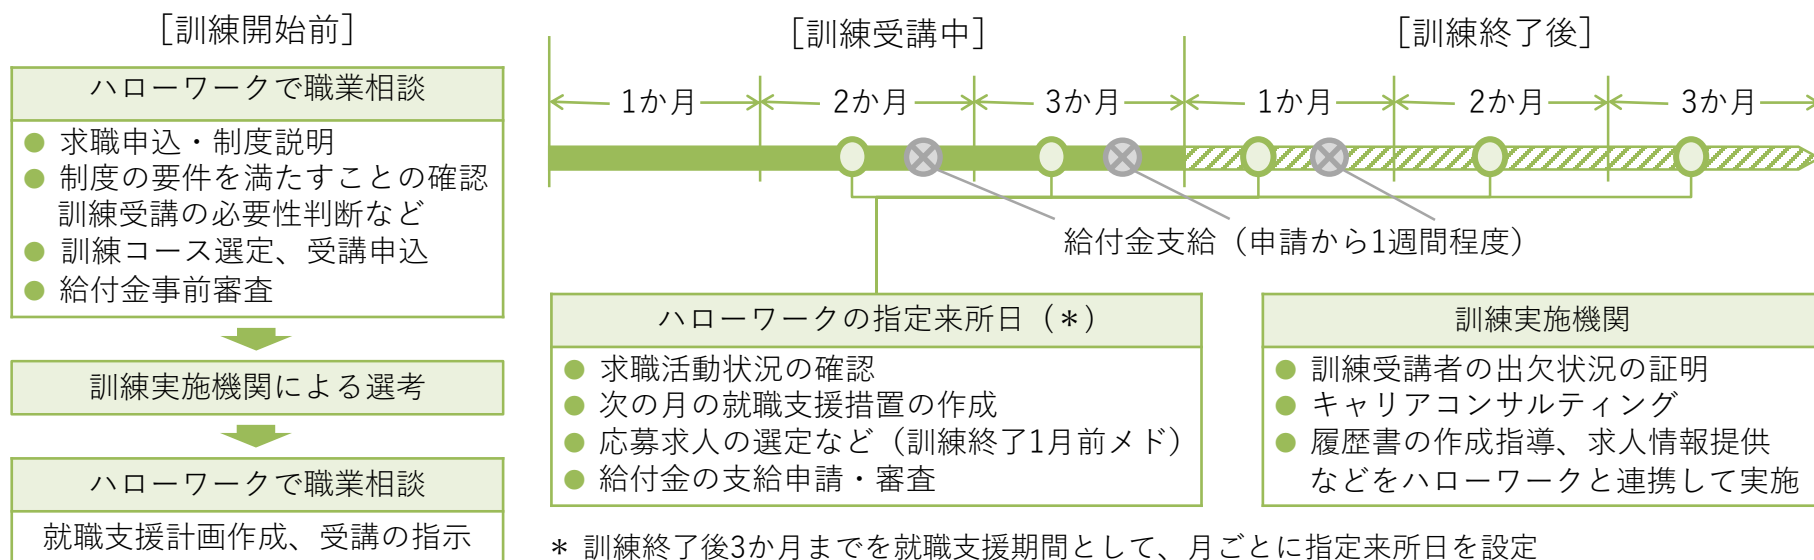 ［訓練開始前］
ハローワークで職業相談
● 求職申込・制度説明
● 制度の要件を満たすことの確認
訓練受講の必要性判断など
● 訓練コース選定、受講申込
● 給付金事前審査
訓練実施機関による選考
ハローワークで職業相談
就職支援計画作成、受講の指示
［訓練受講中］
［訓練終了後］
1か月
2か月
3か月
1か月
2か月
3か月
給付金支給（申請から1週間程度）
ハローワークの指定来所日（＊）
● 求職活動状況の確認
● 次の月の就職支援措置の作成
● 応募求人の選定など（訓練終了1月前メド）
● 給付金の支給申請・審査
訓練実施機関
● 訓練受講者の出欠状況の証明
● キャリアコンサルティング
● 履歴書の作成指導、求人情報提供
などをハローワークと連携して実施
＊ 訓練終了後3か月までを就職支援期間として、月ごとに指定来所日を設定